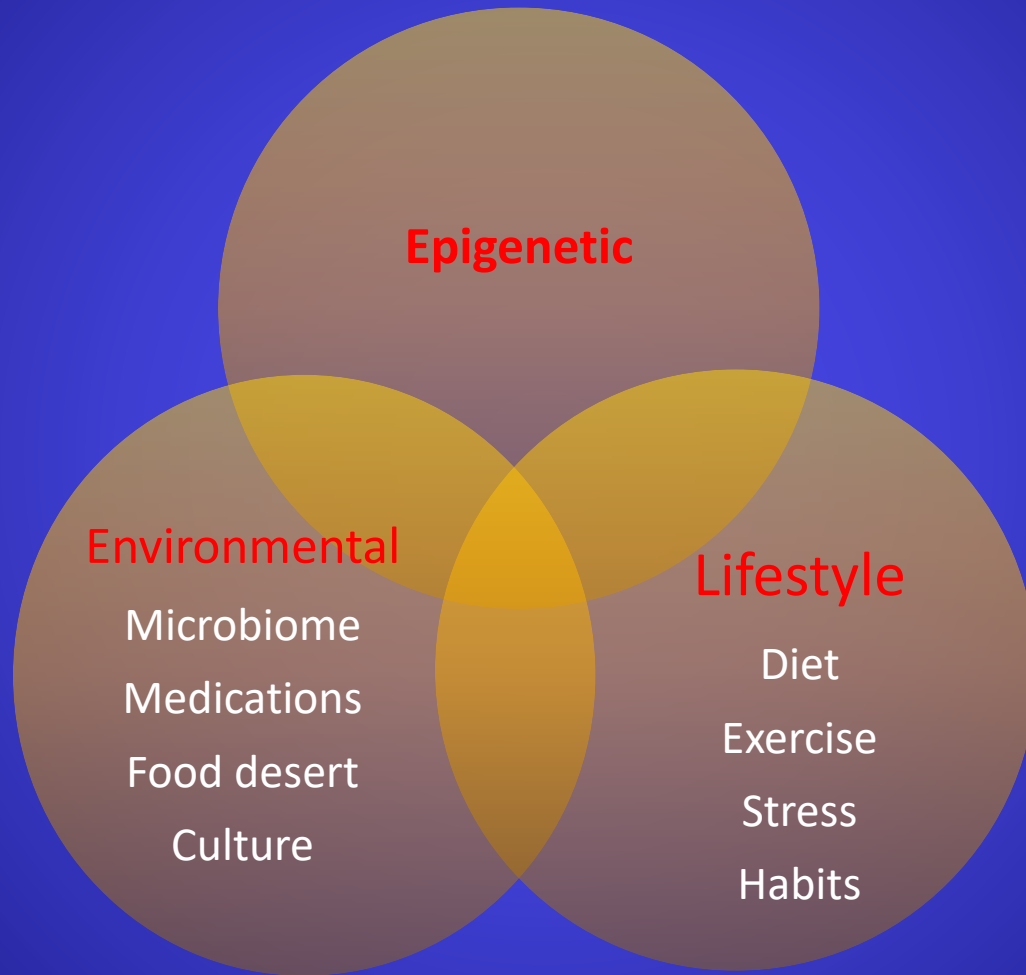 Epigenetic
Environmental
Microbiome
Medications
Food desert
Culture
Lifestyle
Diet
Exercise
Stress
Habits